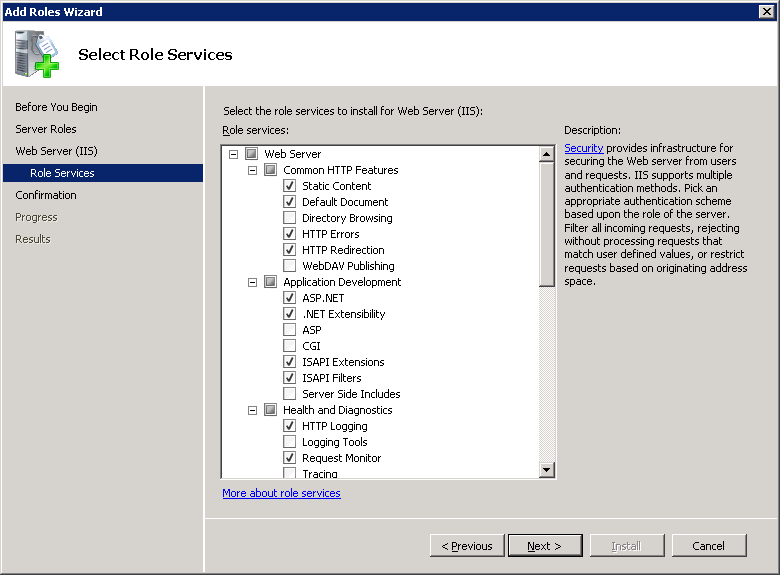 Add Roles Wizard
Select Role Services
Before You Begin
Server Roles
Web Server (IIS)
Role Services
Confirmation
Progress
Results
Select the role services to install for Web Server (IIS):
Role services:
Web Server
Common HTTP Features
Static Content
Default Document
Directory Browsing
HTTP Errors
HTTP Redirection
WebDAV Publishing
Application Development
ASP.NET
.NET Extensibility
ASP
CGI
ISAPI Extensions
ISAPI Filters
Server Side Includes
Health and Diagnostics
HTTP Logging
Logging Tools
Request Monitor
Tracing
More about role services
Description:
Security provides infrastructure for
securing the Web server from users
and requests. IIS supports multiple
authentication methods. Pick an
appropriate authentication scheme
based upon the role of the server.
Filter all incoming requests, rejecting
without processing requests that
match user defined values, or restrict
requests based on originating address
space.
< Previous
Next >
Install
Cancel